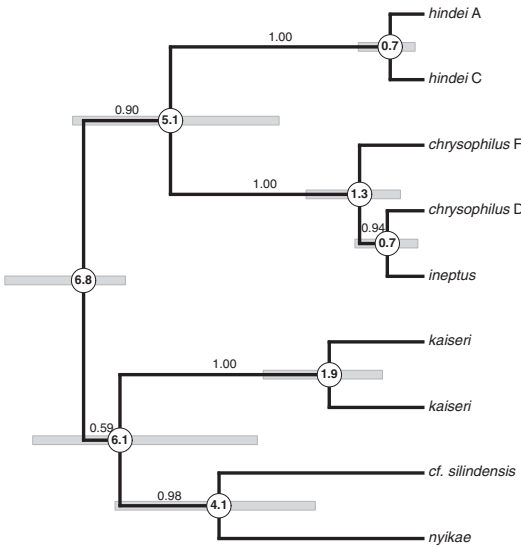 hindei A
1.00
0.7
hindei C
0.90
5.1
chrysophilus F
1.00
1.3
chrysophilus D
0.94
0.7
ineptus
6.8
kaiseri
1.00
1.9
kaiseri
0.59
6.1
cf. silindensis
0.98
4.1
nyikae